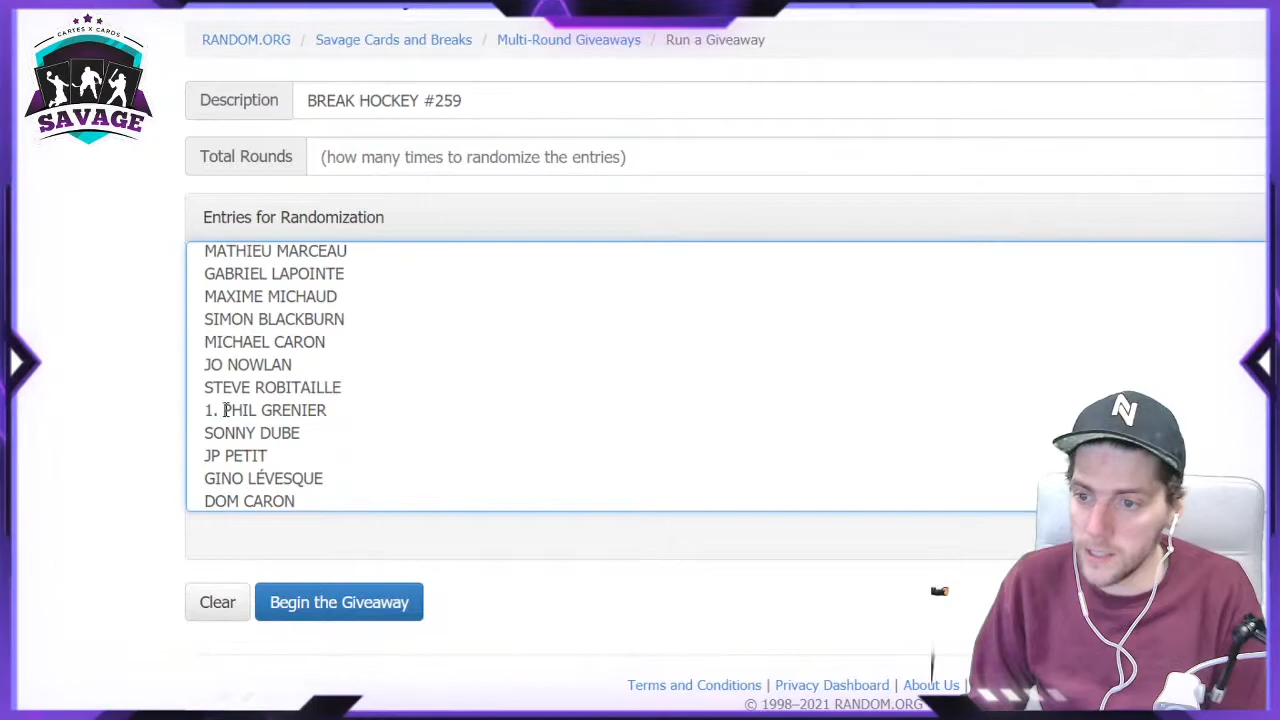 CARTES X CARDS
SAVAGE
RANDOM.ORG / Savage Cards and Breaks / Multi-Round Giveaways / Run a Giveaway
Description BREAK HOCKEY #259
Total Rounds (how many times to randomize the entries)
Entries for Randomization
MATHIEU MARCEAU
GABRIEL LAPOINTE
MAXIME MICHAUD
SIMON BLACKBURN
MICHAEL CARON
JO NOWLAN
STEVE ROBITAILLE
1. PHIL GRENIER
SONNY DUBE
JP PETIT
GINO LÉVESQUE
DOM CARON
Clear Begin the Giveaway
Terms and Conditions | Privacy Dashboard | About Us |
© 1998–2021 RANDOM.ORG